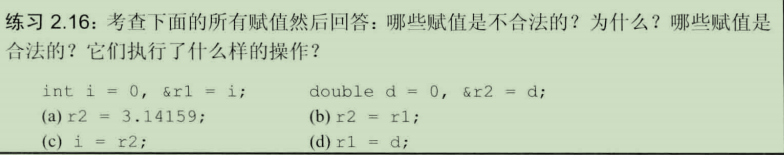 练习 2.16：考查下面的所有赋值然后回答：哪些赋值是不合法的？为什么？哪些赋值是
合法的？它们执行了什么样的操作？
int i = 0, &r1 = i; double d = 0, &r2 = d;
(a) r2 = 3.14159; (b) r2 = r1;
(c) i = r2; (d) r1 = d;